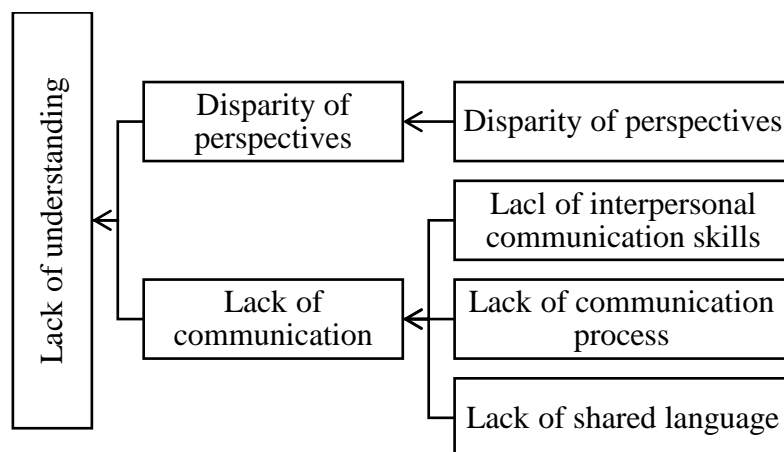 Lack of understanding
Disparity of
perspectives
Disparity of perspectives
Lacl of interpersonal
communication skills
Lack of
communication
Lack of communication
process
Lack of shared language